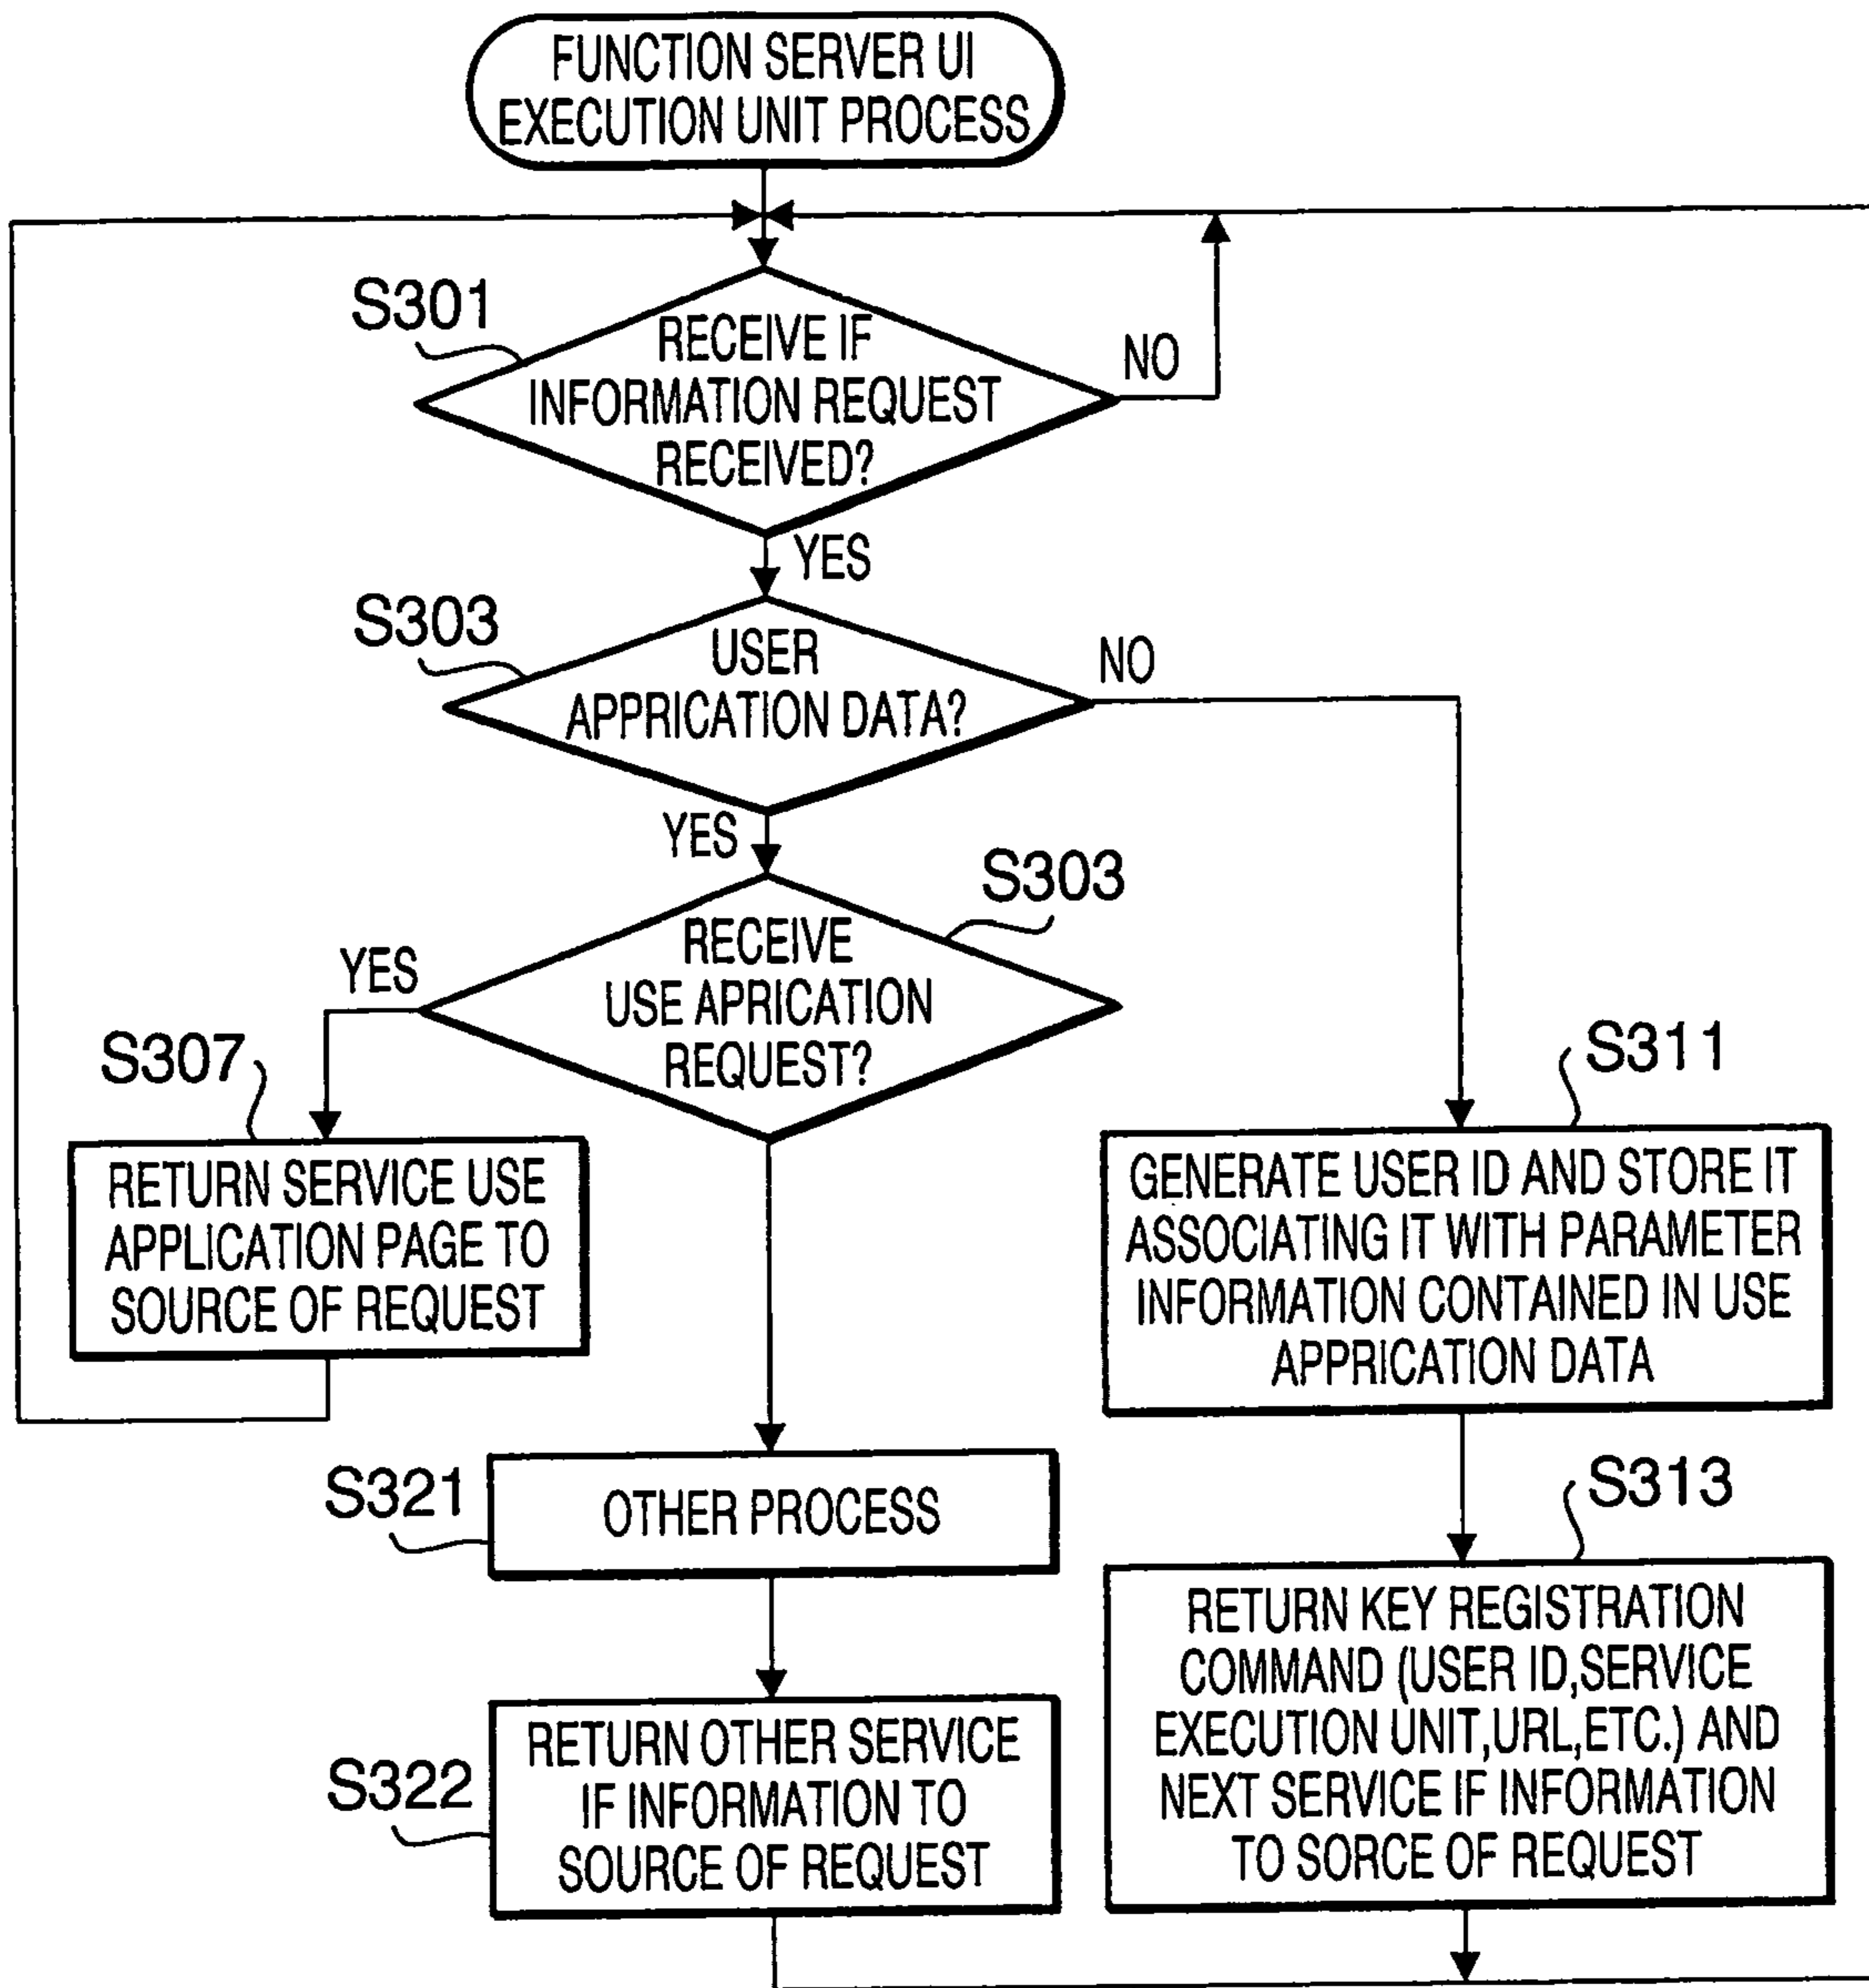 FUNCTION SERVER UI
EXECUTION UNIT PROCESS
S301
RECEIVE IF
INFORMATION REQUEST
RECEIVED?
NO
YES
S303
USER
APPRICATION DATA?
NO
YES
S303
RECEIVE
USE APRICATION
REQUEST?
YES
S307
RETURN SERVICE USE
APPLICATION PAGE TO
SOURCE OF REQUEST
S311
GENERATE USER ID AND STORE IT
ASSOCIATING IT WITH PARAMETER
INFORMATION CONTAINED IN USE
APPRICATION DATA
S321
OTHER PROCESS
S313
RETURN KEY REGISTRATION
COMMAND (USER ID,SERVICE
EXECUTION UNIT,URL,ETC.) AND
NEXT SERVICE IF INFORMATION
TO SORCE OF REQUEST
S322
RETURN OTHER SERVICE
IF INFORMATION TO
SOURCE OF REQUEST